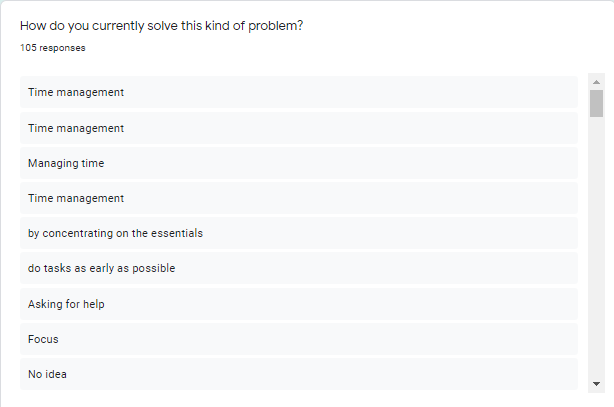 How do you currently solve this kind of problem?
105 responses
Time management
Time management
Managing time
Time management
by concentrating on the essentials
do tasks as early as possible
Asking for help
Focus
No idea